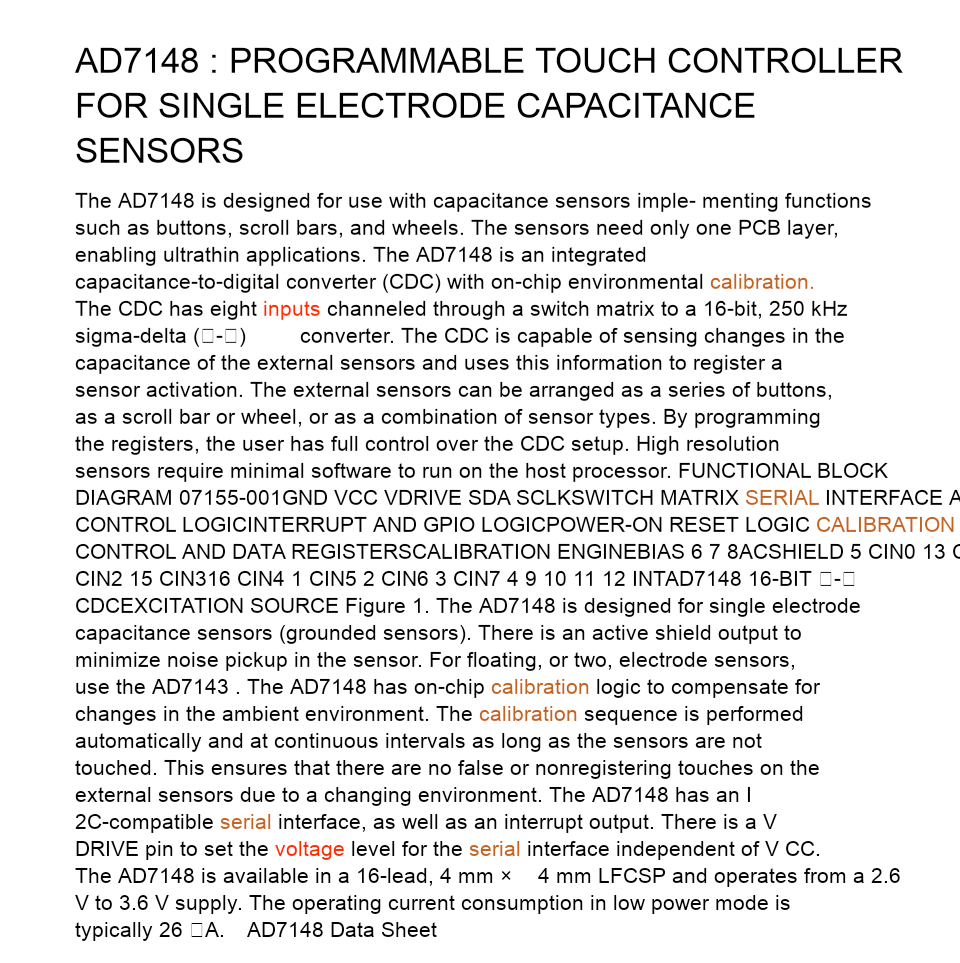 AD7148 : PROGRAMMABLE TOUCH CONTROLLER
FOR SINGLE ELECTRODE CAPACITANCE
SENSORS
The AD7148 is designed for use with capacitance sensors imple- menting functions
such as buttons, scroll bars, and wheels. The sensors need only one PCB layer,
enabling ultrathin applications. The AD7148 is an integrated
capacitance-to-digital converter (CDC) with on-chip environmental calibration.
The CDC has eight inputs channeled through a switch matrix to a 16-bit, 250 kHz
sigma-delta (□-□) converter. The CDC is capable of sensing changes in the
capacitance of the external sensors and uses this information to register a
sensor activation. The external sensors can be arranged as a series of buttons,
as a scroll bar or wheel, or as a combination of sensor types. By programming
the registers, the user has full control over the CDC setup. High resolution
sensors require minimal software to run on the host processor. FUNCTIONAL BLOCK
DIAGRAM 07155-001GND VCC VDRIVE SDA SCLKSWITCH MATRIX SERIAL INTERFACE A
CONTROL LOGICINTERRUPT AND GPIO LOGICPOWER-ON RESET LOGIC CALIBRATION
CONTROL AND DATA REGISTERSCALIBRATION ENGINEBIAS 6 7 8ACSHIELD 5 CIN0 13 C
CIN2 15 CIN316 CIN4 1 CIN5 2 CIN6 3 CIN7 4 9 10 11 12 INTAD7148 16-BIT □-□
CDCEXCITATION SOURCE Figure 1. The AD7148 is designed for single electrode
capacitance sensors (grounded sensors). There is an active shield output to
minimize noise pickup in the sensor. For floating, or two, electrode sensors,
use the AD7143 . The AD7148 has on-chip calibration logic to compensate for
changes in the ambient environment. The calibration sequence is performed
automatically and at continuous intervals as long as the sensors are not
touched. This ensures that there are no false or nonregistering touches on the
external sensors due to a changing environment. The AD7148 has an I
2C-compatible serial interface, as well as an interrupt output. There is a V
DRIVE pin to set the voltage level for the serial interface independent of V CC.
The AD7148 is available in a 16-lead, 4 mm × 4 mm LFCSP and operates from a 2.6
V to 3.6 V supply. The operating current consumption in low power mode is
typically 26 □A. AD7148 Data Sheet